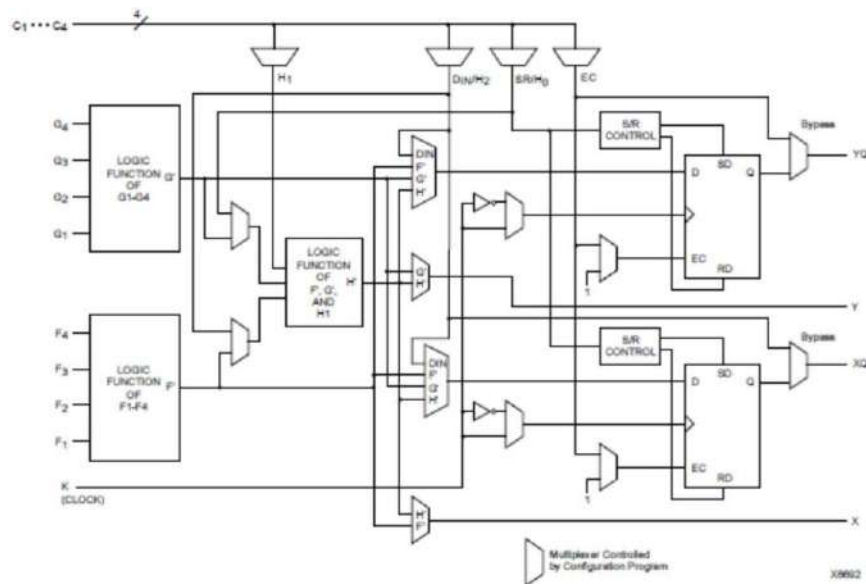 C1 ••• C4
4
H1
DIN/H2
SR/H0
EC
G4
G3
G2
G1
LOGIC
FUNCTION
OF
G1-G4
G'
DIN
F'
G'
H'
S/R
CONTROL
Bypass
YQ
D
SD
Q
EC
RD
1
LOGIC
FUNCTION
OF
F', G',
AND
H1
H'
G'
H'
Y
F4
F3
F2
F1
LOGIC
FUNCTION
OF
F1-F4
F'
DIN
F'
G'
H'
S/R
CONTROL
Bypass
XQ
D
SD
Q
EC
RD
1
K
(CLOCK)
H'
F'
X
Multiplexer Controlled
by Configuration Program
X6692